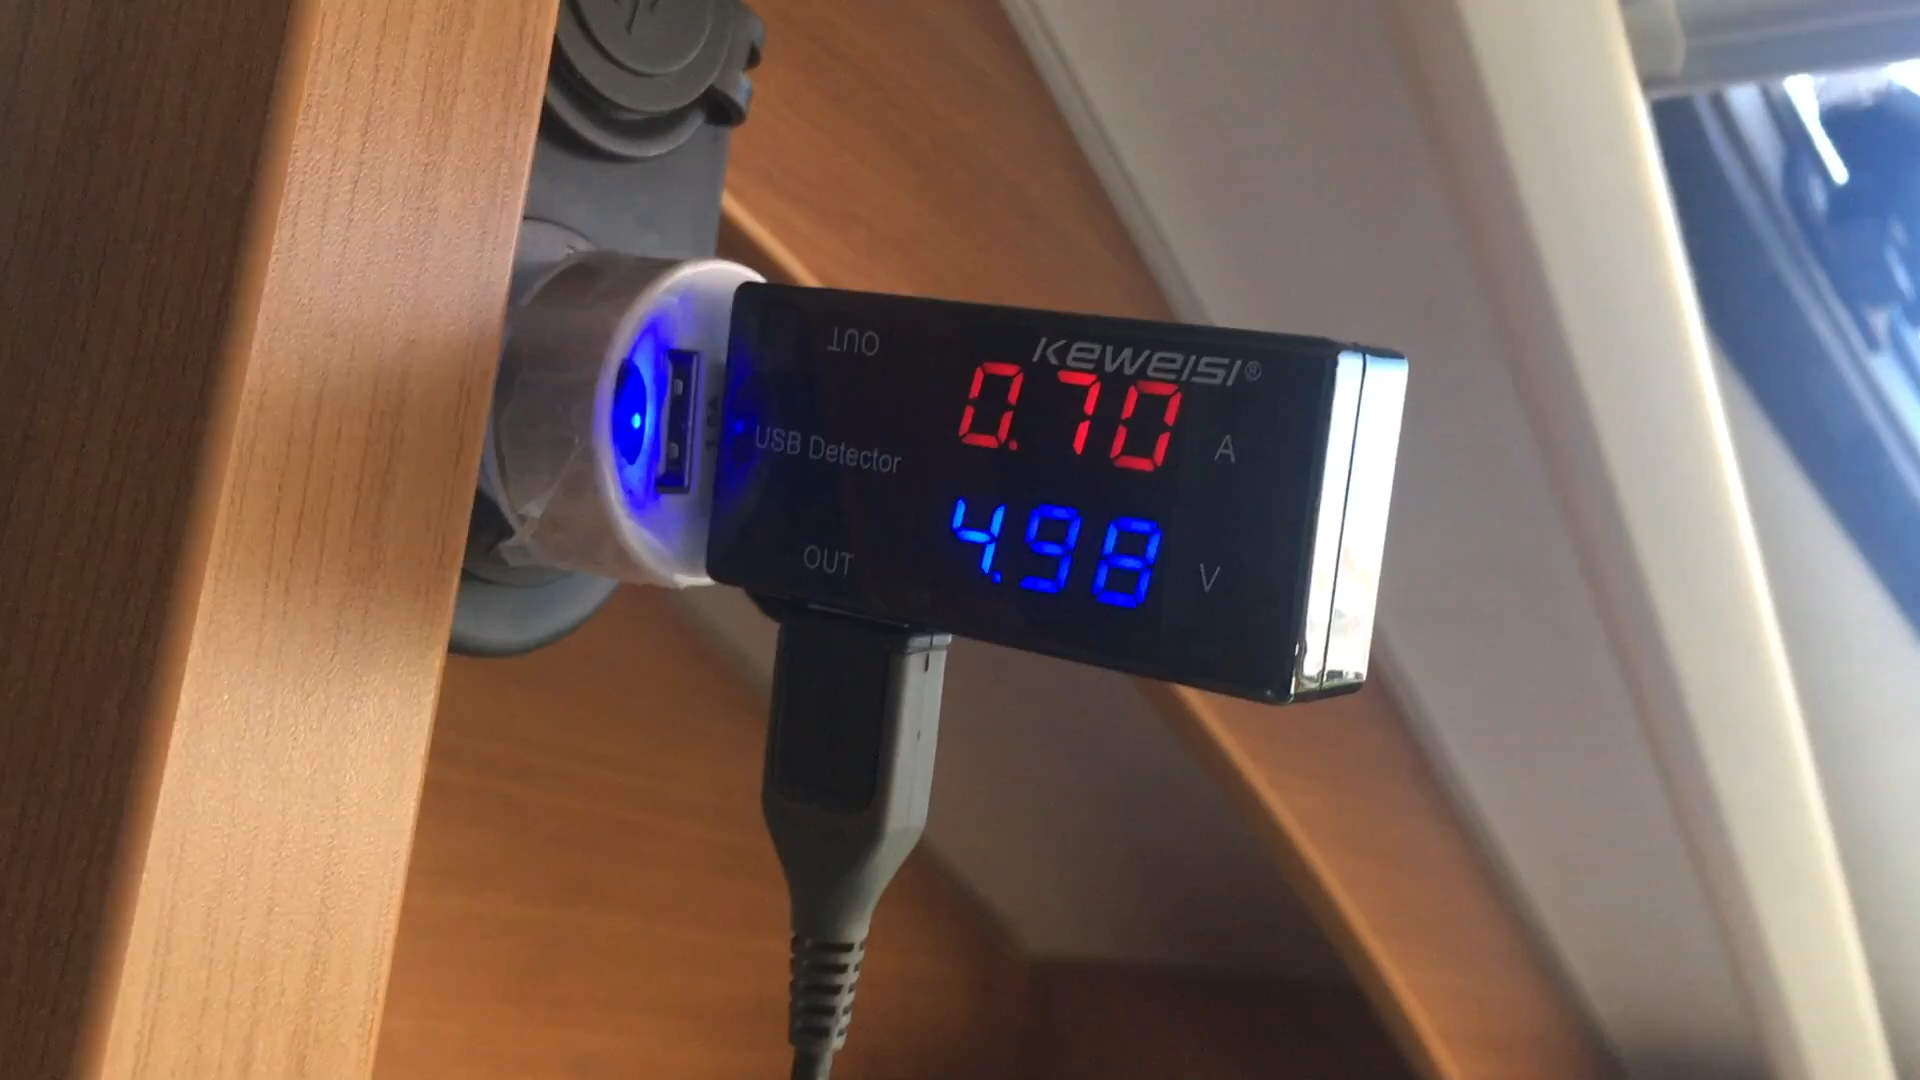 OUT
KEWEISI®
0.70 A
USB Detector
4.98 V
OUT